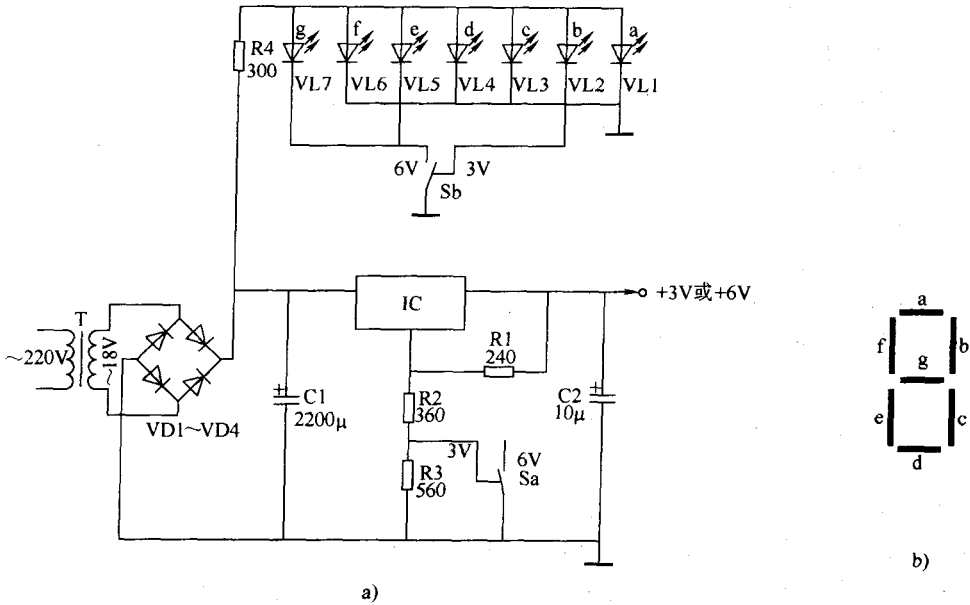 g f e d c b a
R4
300
VL7 VL6 VL5 VL4 VL3 VL2 VL1
6V 3V
Sb
IC
+3V或+6V
T
～220V
～18V
R1
240
VD1～VD4
C1
2200μ
R2
360
C2
10μ
3V
6V
Sa
R3
560
a)
a
f
b
g
e
c
d
b)